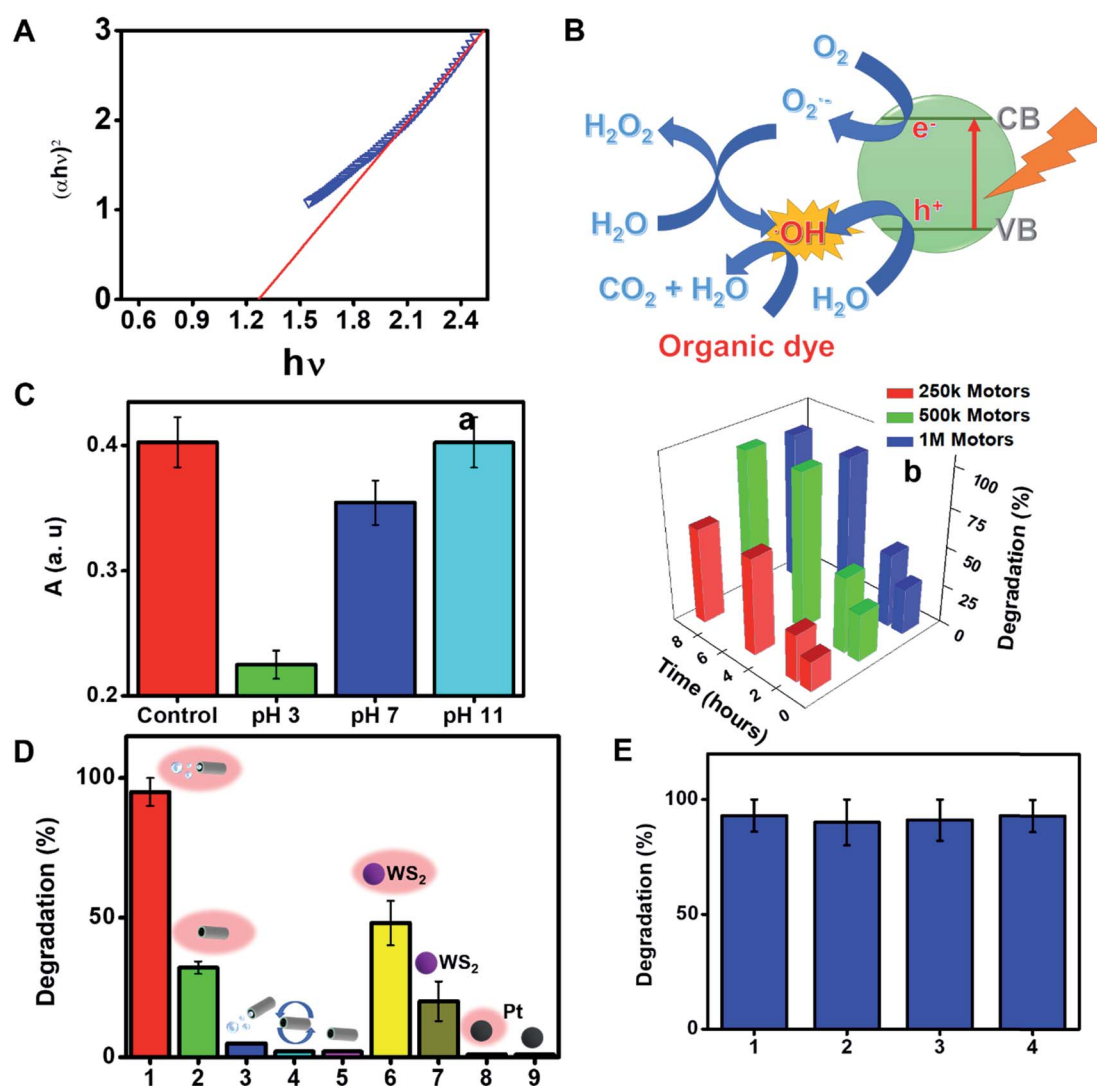 A
3
2
1
0
(αhν)²
0.6 0.9 1.2 1.5 1.8 2.1 2.4
hν
B
O₂
O₂·⁻
H₂O₂
e⁻
CB
h⁺
VB
H₂O
·OH
CO₂ + H₂O
H₂O
Organic dye
C
a
0.4
0.3
0.2
A (a. u)
Control pH 3 pH 7 pH 11
250k Motors
500k Motors
1M Motors
b
100
75
50
25
0
Degradation (%)
8 6 4 2 0
Time (hours)
D
100
50
0
Degradation (%)
WS₂
WS₂
Pt
1 2 3 4 5 6 7 8 9
E
100
50
0
Degradation (%)
1 2 3 4